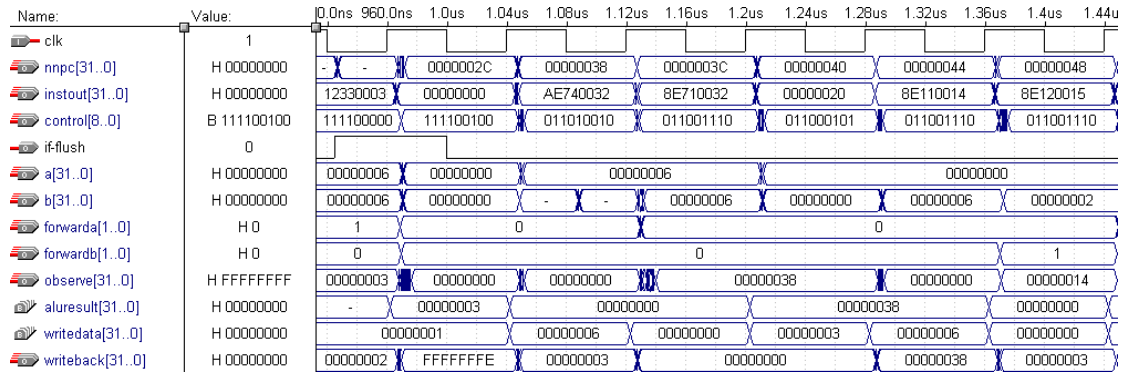 Name: Value: 0.0ns 960.0ns 1.0us 1.04us 1.08us 1.12us 1.16us 1.2us 1.24us 1.28us 1.32us 1.36us 1.4us 1.44u
clk 1
nnpc[31..0] H 00000000 - - 0000002C 00000038 0000003C 00000040 00000044 00000048
instout[31..0] H 00000000 12330003 00000000 AE740032 8E710032 00000020 8E110014 8E120015
control[8..0] B 111100100 111100000 111100100 011010010 011001110 011000101 011001110 011001110
if-flush 0
a[31..0] H 00000000 00000006 00000000 00000006 00000000
b[31..0] H 00000000 00000006 00000000 - - 00000006 00000000 00000006 00000002
forwarda[1..0] H 0 1 0 0
forwardb[1..0] H 0 0 0 1
observe[31..0] H FFFFFFFF 00000003 00000000 00000000 00000038 00000000 00000014
aluresult[31..0] H 00000000 - 00000003 00000000 00000038 00000000
writedata[31..0] H 00000000 00000001 00000006 00000000 00000003 00000006 00000000
writeback[31..0] H 00000000 00000002 FFFFFFFE 00000003 00000000 00000038 00000003